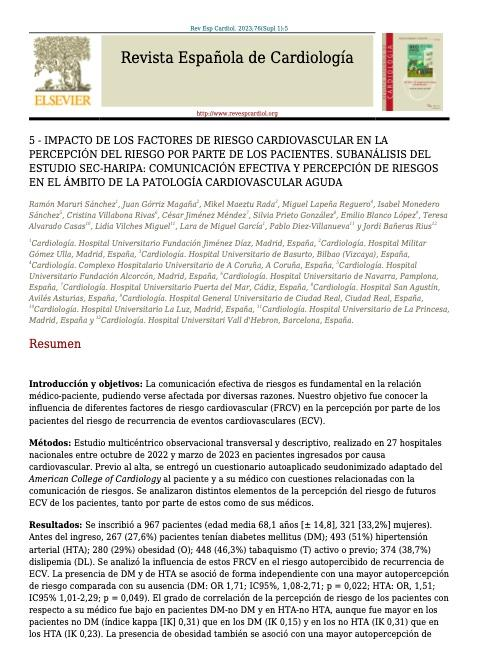 Rev Esp Cardiol. 2023;76(Supl 1):5
Revista Española de Cardiología
ELSEVIER
CARDIOLOGÍA
http://www.revespcardiol.org
5 - IMPACTO DE LOS FACTORES DE RIESGO CARDIOVASCULAR EN LA
PERCEPCIÓN DEL RIESGO POR PARTE DE LOS PACIENTES. SUBANÁLISIS DEL
ESTUDIO SEC-HARIPA: COMUNICACIÓN EFECTIVA Y PERCEPCIÓN DE RIESGOS
EN EL ÁMBITO DE LA PATOLOGÍA CARDIOVASCULAR AGUDA
Ramón Maruri Sánchez1, Juan Górriz Magaña2, Mikel Maeztu Rada3, Miguel Lapeña Reguero4, Isabel Monedero
Sánchez5, Cristina Villabona Rivas6, César Jiménez Méndez7, Silvia Prieto González8, Emilio Blanco López9, Teresa
Alvarado Casas10, Lidia Vilches Miguel11, Lara de Miguel García1, Pablo Díez-Villanueva11 y Jordi Bañeras Rius12
1Cardiología. Hospital Universitario Fundación Jiménez Díaz, Madrid, España, 2Cardiología. Hospital Militar
Gómez Ulla, Madrid, España, 3Cardiología. Hospital Universitario de Basurto, Bilbao (Vizcaya), España,
4Cardiología. Complexo Hospitalario Universitario de A Coruña, A Coruña, España, 5Cardiología. Hospital
Universitario Fundación Alcorcón, Madrid, España, 6Cardiología. Hospital Universitario de Navarra, Pamplona,
España, 7Cardiología. Hospital Universitario Puerta del Mar, Cádiz, España, 8Cardiología. Hospital San Agustín,
Avilés Asturias, España, 9Cardiología. Hospital General Universitario de Ciudad Real, Ciudad Real, España,
10Cardiología. Hospital Universitario La Luz, Madrid, España, 11Cardiología. Hospital Universitario de La Princesa,
Madrid, España y 12Cardiología. Hospital Universitari Vall d'Hebron, Barcelona, España.
Resumen
Introducción y objetivos: La comunicación efectiva de riesgos es fundamental en la relación
médico-paciente, pudiendo verse afectada por diversas razones. Nuestro objetivo fue conocer la
influencia de diferentes factores de riesgo cardiovascular (FRCV) en la percepción por parte de los
pacientes del riesgo de recurrencia de eventos cardiovasculares (ECV).
Métodos: Estudio multicéntrico observacional transversal y descriptivo, realizado en 27 hospitales
nacionales entre octubre de 2022 y marzo de 2023 en pacientes ingresados por causa
cardiovascular. Previo al alta, se entregó un cuestionario autoaplicado seudonimizado adaptado del
American College of Cardiology al paciente y a su médico con cuestiones relacionadas con la
comunicación de riesgos. Se analizaron distintos elementos de la percepción del riesgo de futuros
ECV de los pacientes, tanto por parte de estos como de sus médicos.
Resultados: Se inscribió a 967 pacientes (edad media 68,1 años [± 14,8], 321 [33,2%] mujeres).
Antes del ingreso, 267 (27,6%) pacientes tenían diabetes mellitus (DM); 493 (51%) hipertensión
arterial (HTA); 280 (29%) obesidad (O); 448 (46,3%) tabaquismo (T) activo o previo; 374 (38,7%)
dislipemia (DL). Se analizó la influencia de estos FRCV en el riesgo autopercibido de recurrencia de
ECV. La presencia de DM y de HTA se asoció de forma independiente con una mayor autopercepción
de riesgo comparada con su ausencia (DM: OR 1,71; IC95%, 1,08-2,71; p = 0,022; HTA: OR, 1,51;
IC95% 1,01-2,29; p = 0,049). El grado de correlación de la percepción de riesgo de los pacientes con
respecto a su médico fue bajo en pacientes DM-no DM y en HTA-no HTA, aunque fue mayor en los
pacientes no DM (índice kappa [IK] 0,31) que en los DM (IK 0,15) y en los no HTA (IK 0,31) que en
los HTA (IK 0,23). La presencia de obesidad también se asoció con una mayor autopercepción de